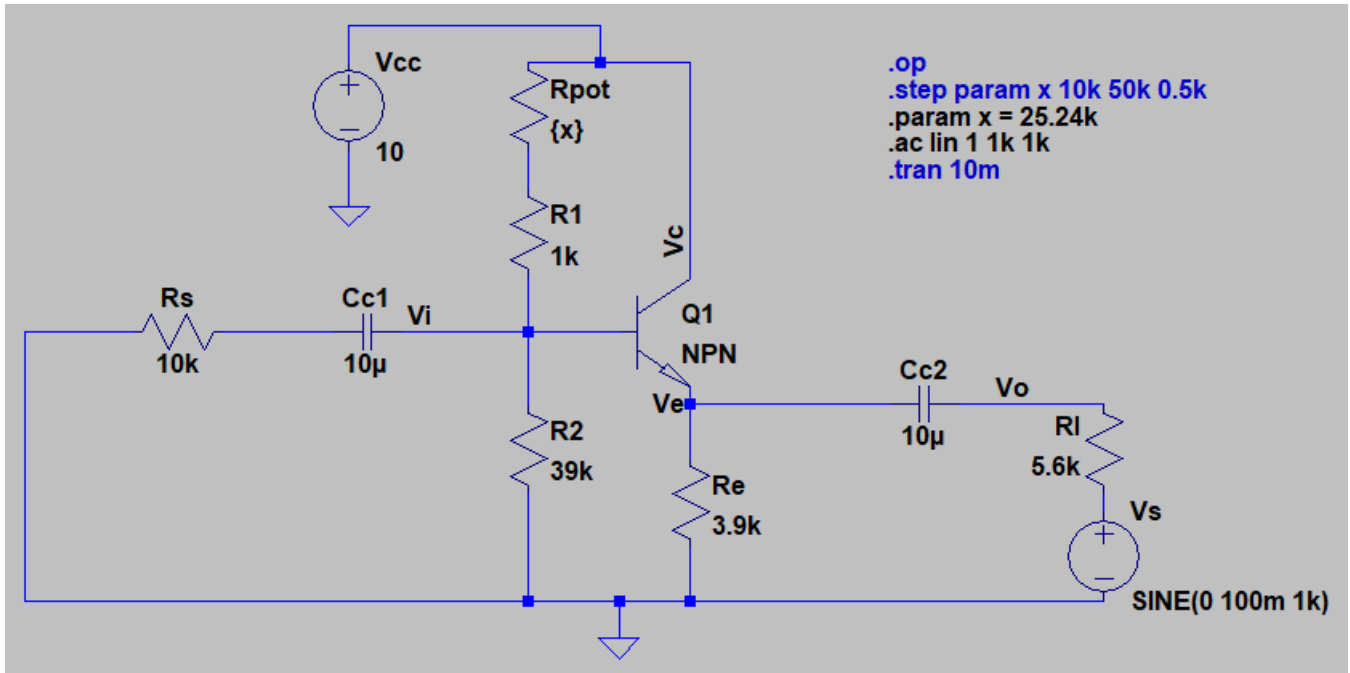 Vcc
10
Rpot
{x}
R1
1k
Vc
.op
.step param x 10k 50k 0.5k
.param x = 25.24k
.ac lin 1 1k 1k
.tran 10m
Rs
10k
Cc1
10µ
Vi
Q1
NPN
Ve
Cc2
10µ
Vo
Rl
5.6k
R2
39k
Re
3.9k
Vs
SINE(0 100m 1k)